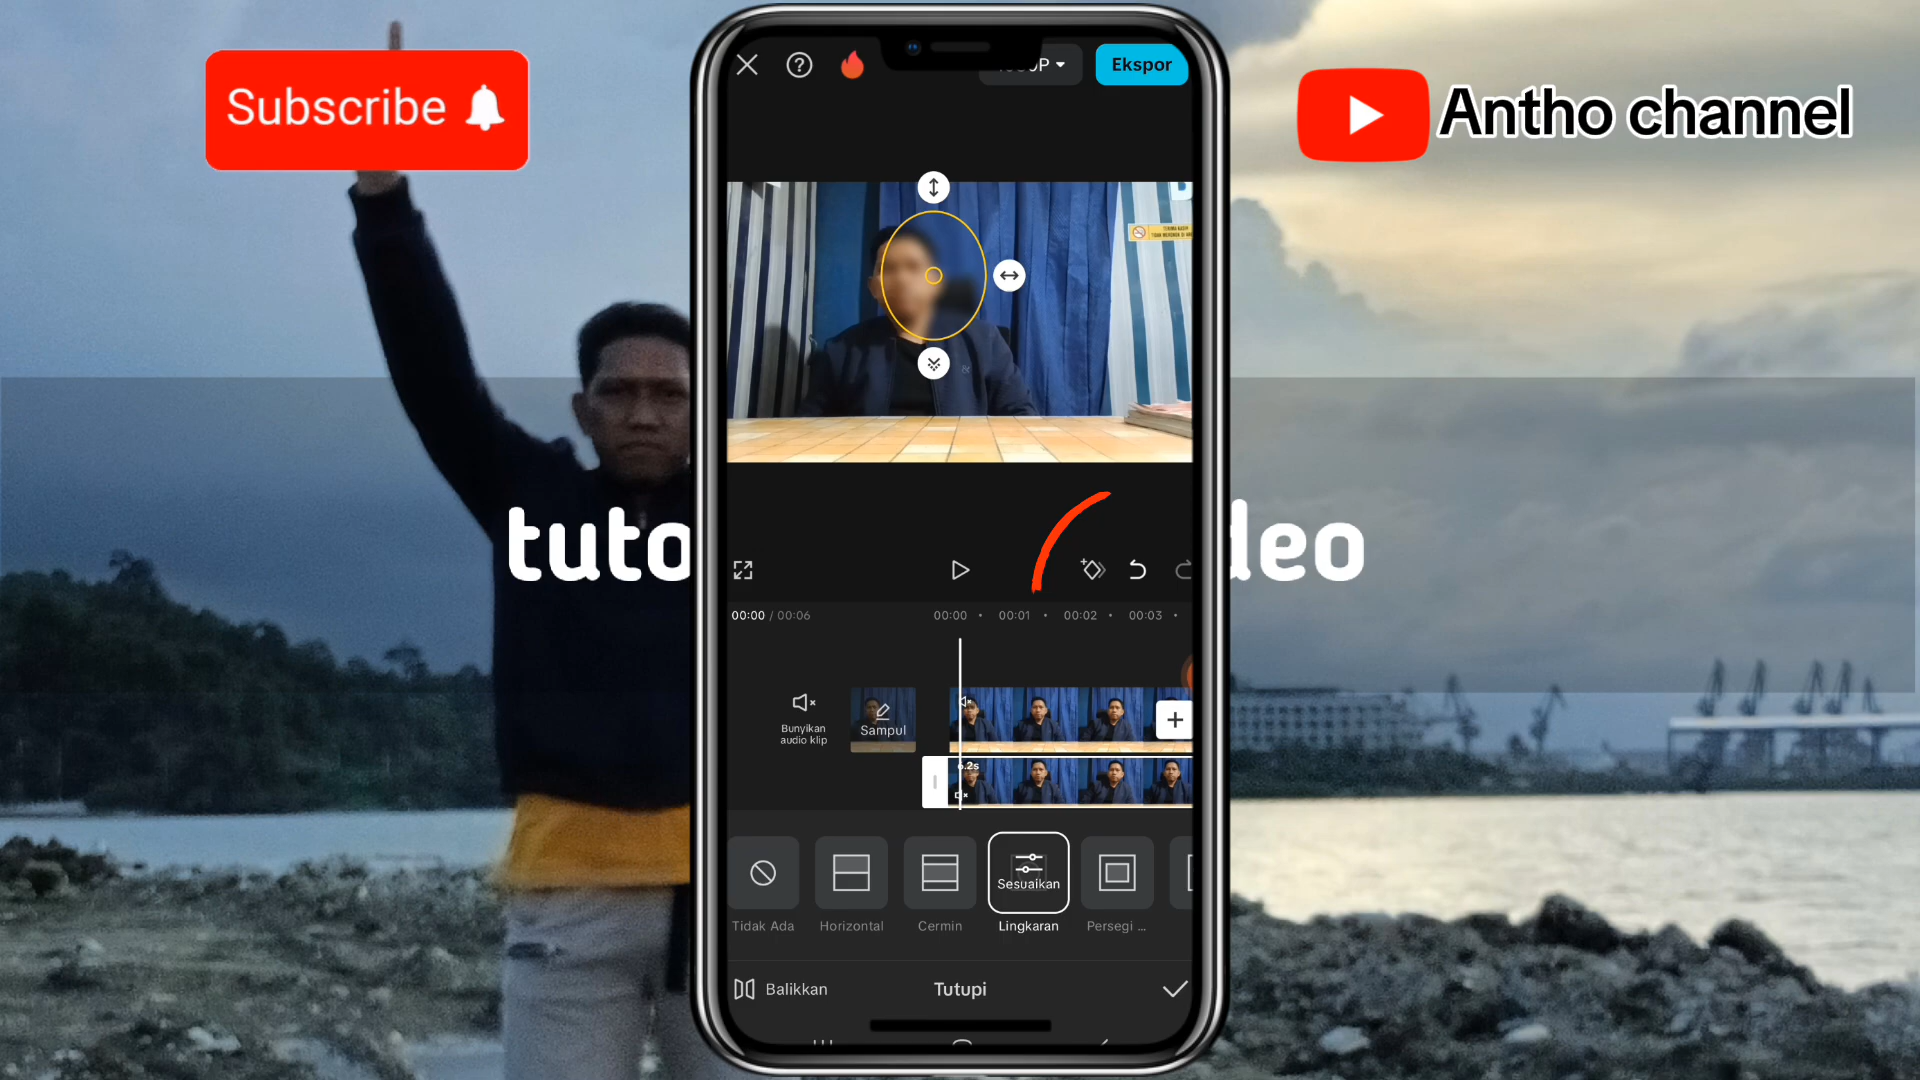 Subscribe
Antho channel
Ekspor
tuto
deo
00:00 / 00:06
00:00
00:01
00:02
00:03
Bunyikan
audio klip
Sampul
Sesuaikan
Tidak Ada
Horizontal
Cermin
Lingkaran
Persegi ...
Balikkan
Tutupi